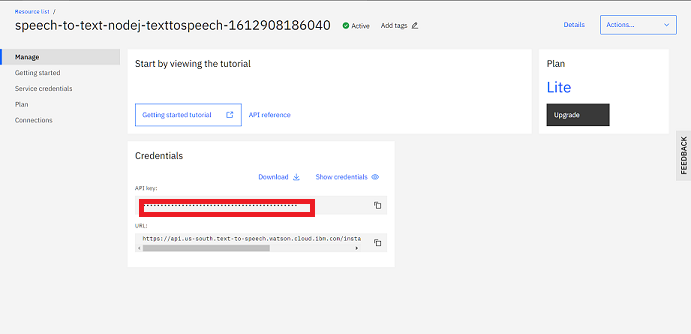 Resource list /
speech-to-text-nodej-texttospeech-1612908186040
Active
Add tags
Details
Actions...
Manage
Getting started
Service credentials
Plan
Connections
Start by viewing the tutorial
Getting started tutorial
API reference
Plan
Lite
Upgrade
FEEDBACK
Credentials
Download
Show credentials
API key:
URL:
https://api.us-south.text-to-speech.watson.cloud.ibm.com/insta